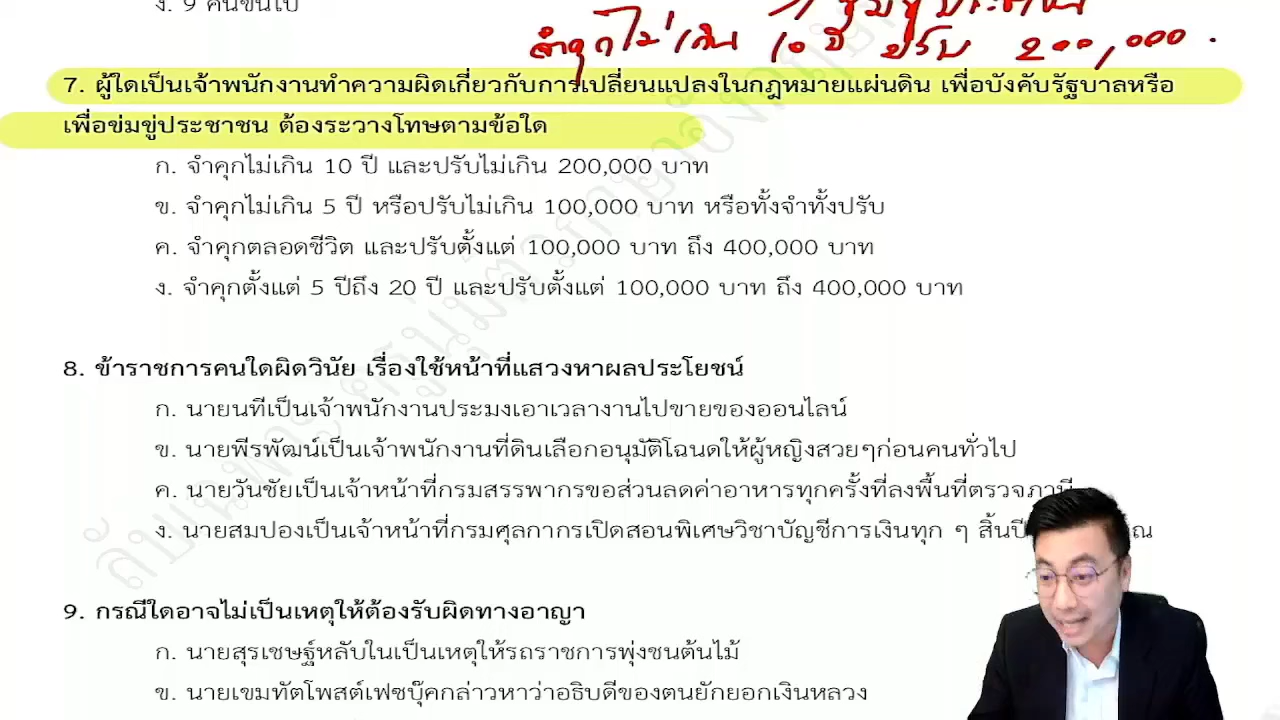 ง. 9 คนขึ้นไป
จำคุกไม่เกิน 10 ปี ปรับ 200,000.
7. ผู้ใดเป็นเจ้าพนักงานทำความผิดเกี่ยวกับการเปลี่ยนแปลงในกฎหมายแผ่นดิน เพื่อบังคับรัฐบาลหรือ
เพื่อข่มขู่ประชาชน ต้องระวางโทษตามข้อใด
ก. จำคุกไม่เกิน 10 ปี และปรับไม่เกิน 200,000 บาท
ข. จำคุกไม่เกิน 5 ปี หรือปรับไม่เกิน 100,000 บาท หรือทั้งจำทั้งปรับ
ค. จำคุกตลอดชีวิต และปรับตั้งแต่ 100,000 บาท ถึง 400,000 บาท
ง. จำคุกตั้งแต่ 5 ปีถึง 20 ปี และปรับตั้งแต่ 100,000 บาท ถึง 400,000 บาท
8. ข้าราชการคนใดผิดวินัย เรื่องใช้หน้าที่แสวงหาผลประโยชน์
ก. นายนทีเป็นเจ้าพนักงานประมงเอาเวลางานไปขายของออนไลน์
ข. นายพีรพัฒน์เป็นเจ้าพนักงานที่ดินเลือกอนุมัติโฉนดให้ผู้หญิงสวยๆก่อนคนทั่วไป
ค. นายวันชัยเป็นเจ้าหน้าที่กรมสรรพากรขอส่วนลดค่าอาหารทุกครั้งที่ลงพื้นที่ตรวจภาษี
ง. นายสมปองเป็นเจ้าหน้าที่กรมศุลกากรเปิดสอนพิเศษวิชาบัญชีการเงินทุก ๆ สิ้นปี
9. กรณีใดอาจไม่เป็นเหตุให้ต้องรับผิดทางอาญา
ก. นายสุรเชษฐ์หลับในเป็นเหตุให้รถราชการพุ่งชนต้นไม้
ข. นายเขมทัตโพสต์เฟซบุ๊คกล่าวหาว่าอธิบดีของตนยักยอกเงินหลวง